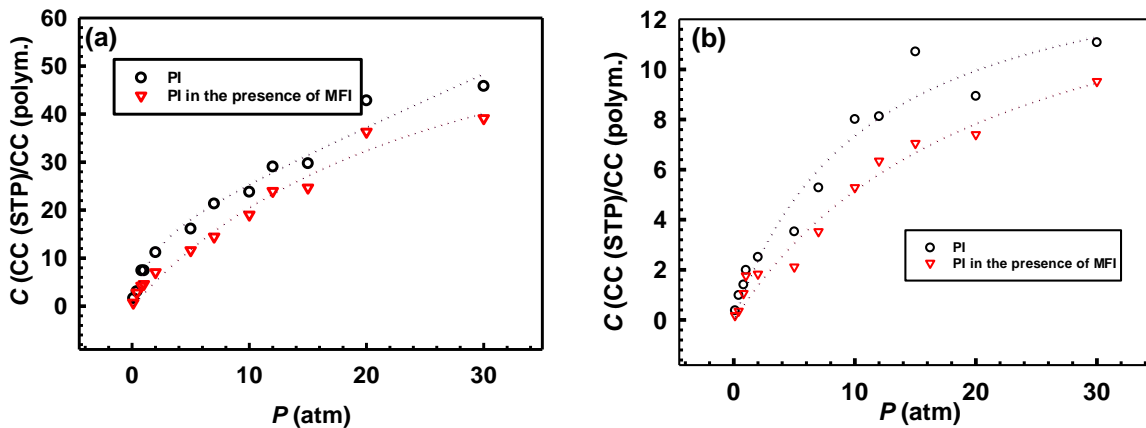 (a)
60
50
40
30
20
10
0
C (CC (STP)/CC (polym.)
PI
PI in the presence of MFI
0 10 20 30
P (atm)
(b)
12
10
8
6
4
2
0
C (CC (STP)/CC (polym.)
PI
PI in the presence of MFI
0 10 20 30
P (atm)